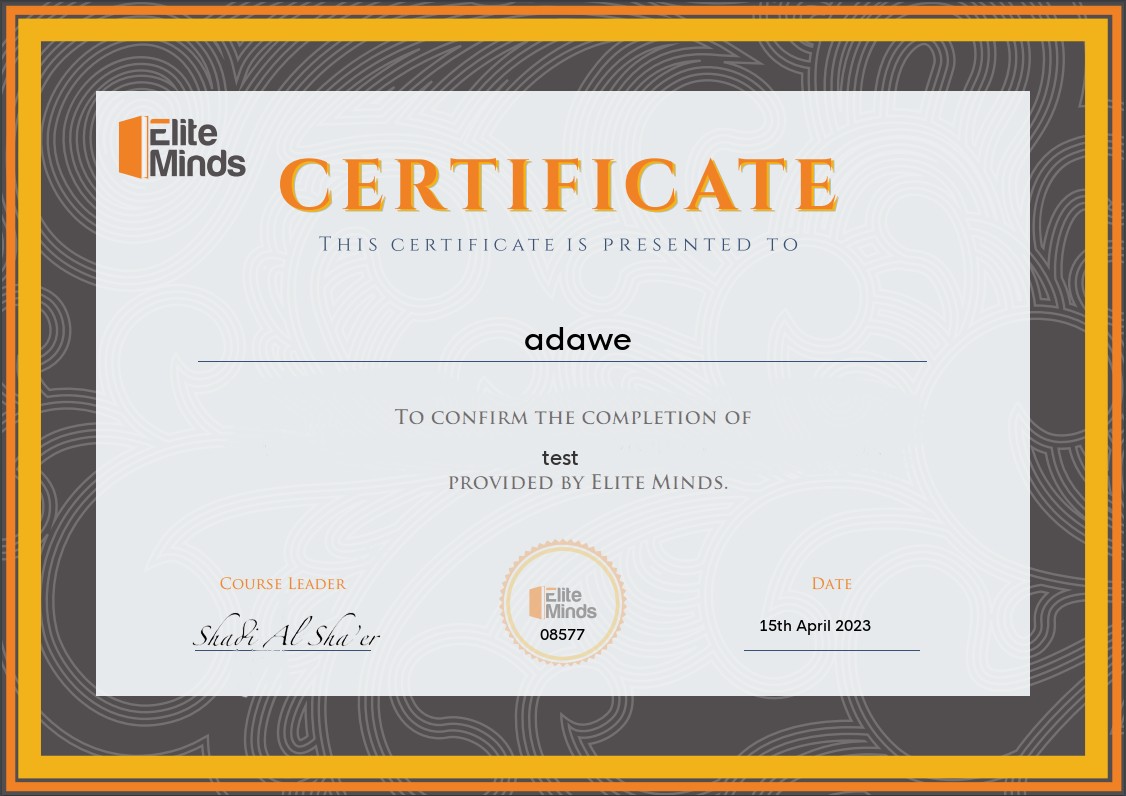 Elite
Minds
CERTIFICATE
THIS CERTIFICATE IS PRESENTED TO
adawe
TO CONFIRM THE COMPLETION OF
test
PROVIDED BY ELITE MINDS.
COURSE LEADER
Shadi Al Sha'er
Elite
Minds
08577
DATE
15th April 2023